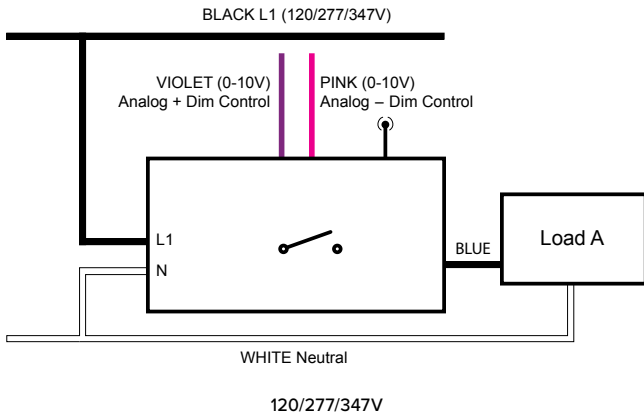 BLACK L1 (120/277/347V)
VIOLET (0-10V)
Analog + Dim Control
PINK (0-10V)
Analog – Dim Control
L1
N
BLUE
Load A
WHITE Neutral
120/277/347V